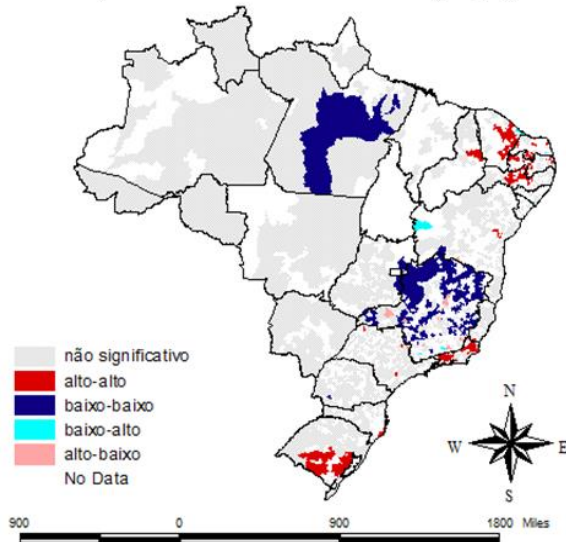 não significativo
alto-alto
baixo-baixo
baixo-alto
alto-baixo
No Data
N
W E
S
900 0 900 1800 Miles